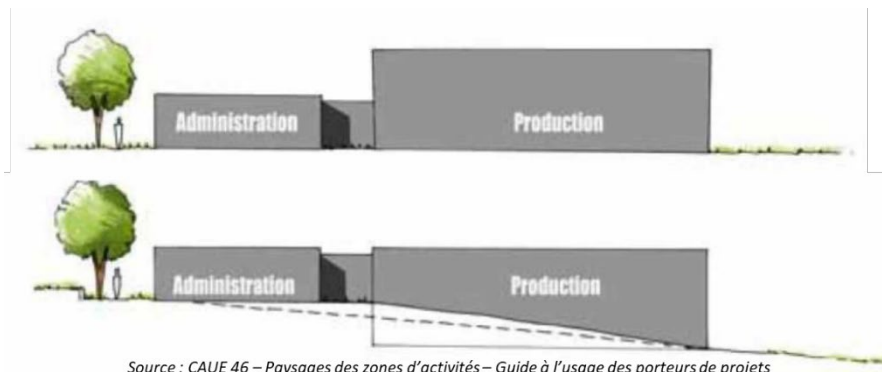 Administration
Production
Administration
Production
Source : CAUE 46 – Paysages des zones d'activités – Guide à l'usage des porteurs de projets